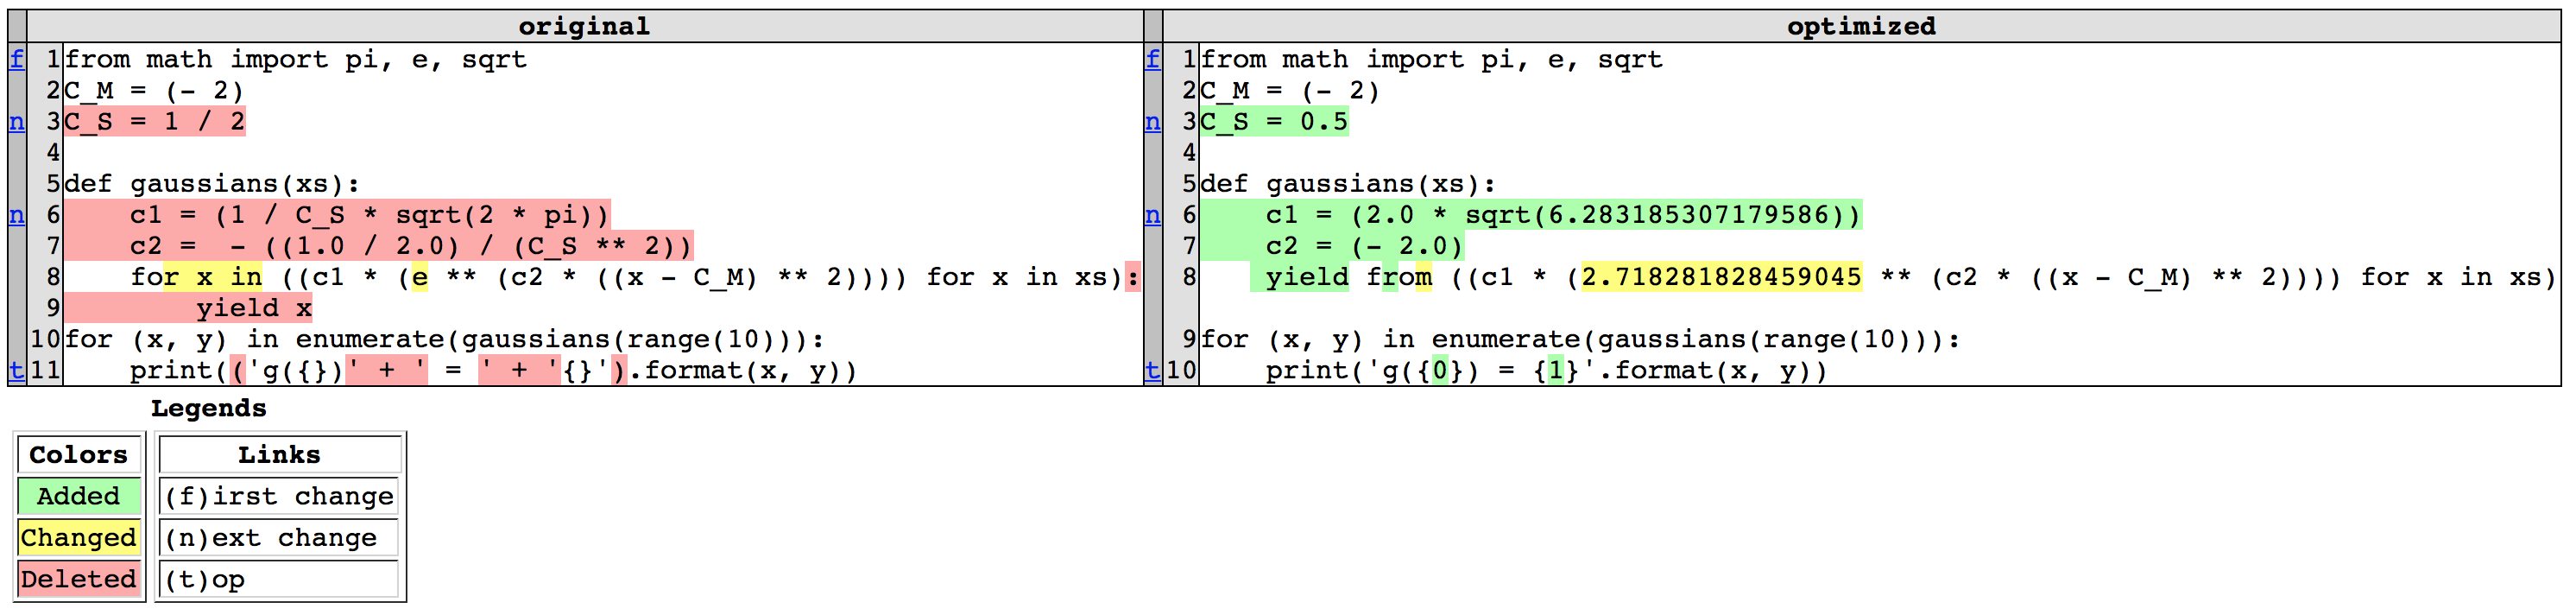 original optimized
f 1 from math import pi, e, sqrt f 1 from math import pi, e, sqrt
2 C_M = (- 2) 2 C_M = (- 2)
n 3 C_S = 1 / 2 n 3 C_S = 0.5
4 4
5 def gaussians(xs): 5 def gaussians(xs):
n 6     c1 = (1 / C_S * sqrt(2 * pi)) n 6     c1 = (2.0 * sqrt(6.283185307179586))
7     c2 =  - ((1.0 / 2.0) / (C_S ** 2)) 7     c2 = (- 2.0)
8     for x in ((c1 * (e ** (c2 * ((x - C_M) ** 2)))) for x in xs): 8     yield from ((c1 * (2.718281828459045 ** (c2 * ((x - C_M) ** 2)))) for x in xs)
9         yield x
10 for (x, y) in enumerate(gaussians(range(10))): 9 for (x, y) in enumerate(gaussians(range(10))):
t 11     print(('g({})' + ' = ' + '{}').format(x, y)) t 10     print('g({0}) = {1}'.format(x, y))
Legends
Colors Links
Added (f)irst change
Changed (n)ext change
Deleted (t)op